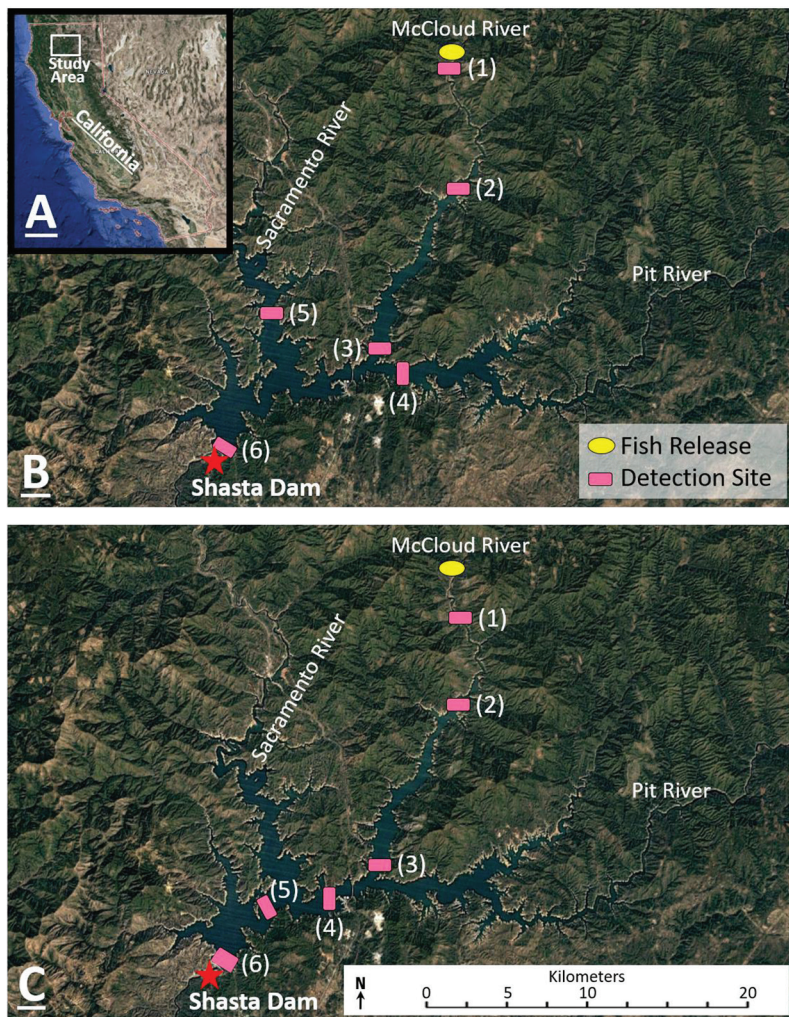 A
Study
Area
California
B
McCloud River
(1)
Sacramento River
(2)
Pit River
(5)
(3)
(4)
(6)
Shasta Dam
Fish Release
Detection Site
C
McCloud River
(1)
Sacramento River
(2)
Pit River
(3)
(5)
(4)
(6)
Shasta Dam
N
Kilometers
0 5 10 20